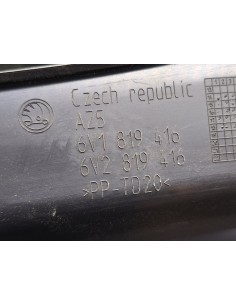 Czech republic
AZS
6V1 819 416
6V2 819 416
>PP-TD20<